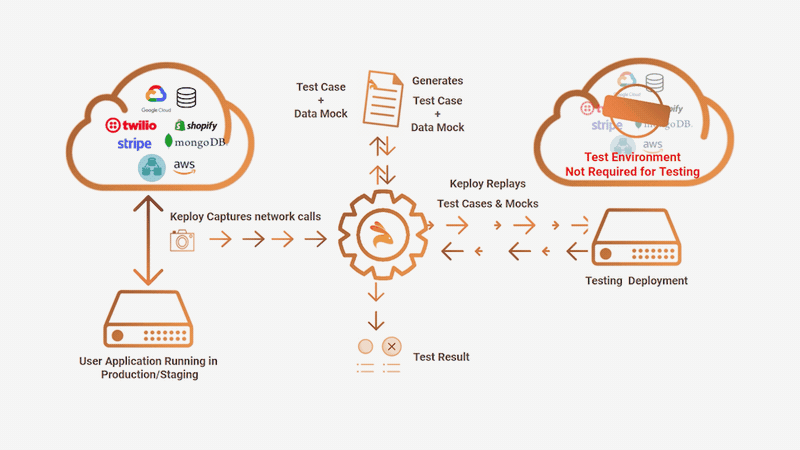 Google Cloud
twilio
shopify
stripe
mongoDB
aws
Test Case
+
Data Mock
Generates
Test Case
+
Data Mock
Google Cloud
stripe
mongoDB
aws
Test Environment
Not Required for Testing
Keploy Captures network calls
Keploy Replays
Test Cases & Mocks
Testing Deployment
User Application Running in
Production/Staging
Test Result